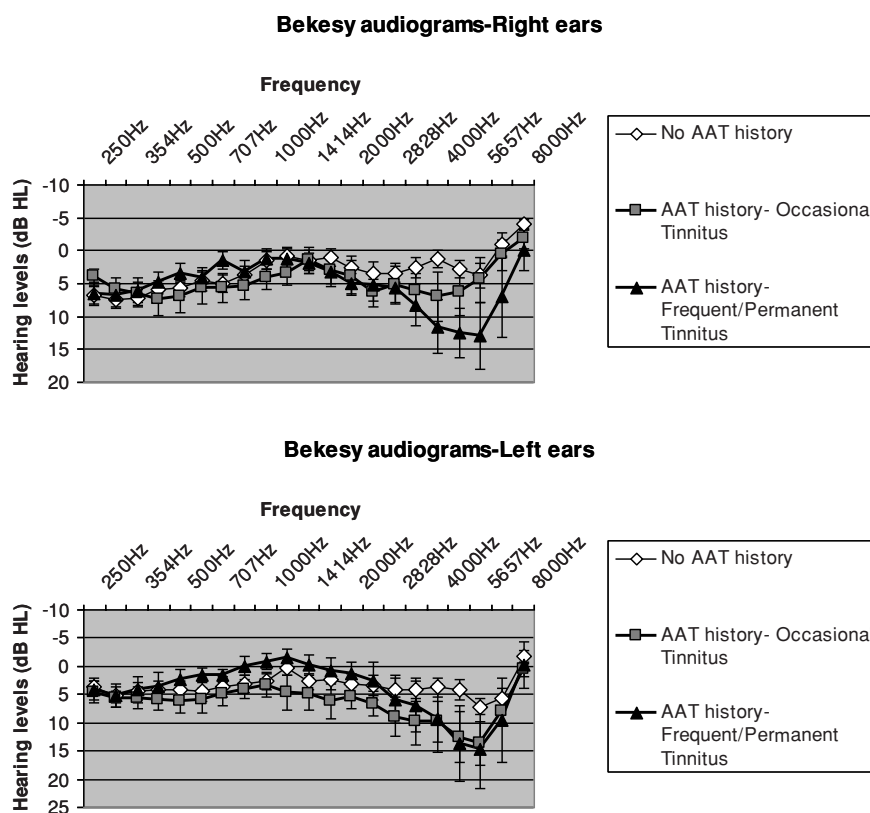 Bekesy audiograms-Right ears
Frequency
250Hz 354Hz 500Hz 707Hz 1000Hz 1414Hz 2000Hz 2828Hz 4000Hz 5657Hz 8000Hz
Hearing levels (dB HL)
-10
-5
0
5
10
15
20
No AAT history
AAT history- Occasiona
Tinnitus
AAT history-
Frequent/Permanent
Tinnitus
Bekesy audiograms-Left ears
Frequency
250Hz 354Hz 500Hz 707Hz 1000Hz 1414Hz 2000Hz 2828Hz 4000Hz 5657Hz 8000Hz
Hearing levels (dB HL)
-10
-5
0
5
10
15
20
25
No AAT history
AAT history- Occasiona
Tinnitus
AAT history-
Frequent/Permanent
Tinnitus